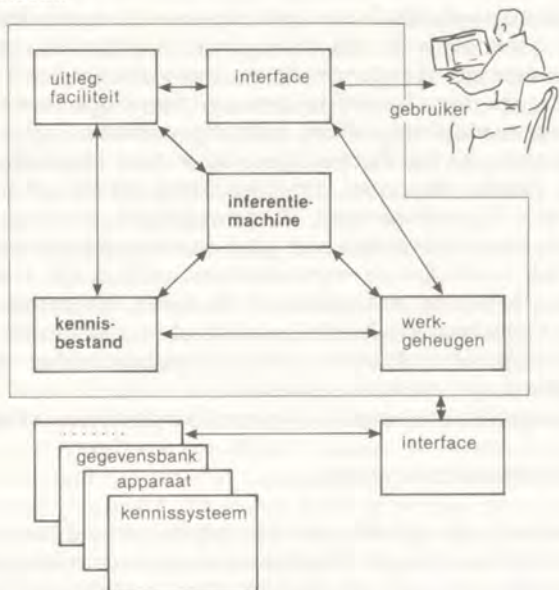 uitleg-
faciliteit
interface
gebruiker
inferentie-
machine
kennis-
bestand
werk-
geheugen
.......
gegevensbank
interface
apparaat
kennissysteem